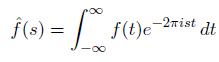 f̂(s) = ∫_{-∞}^{∞} f(t)e^{-2πist} dt